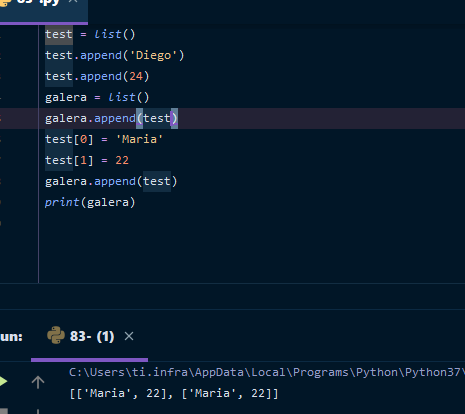 83-.py
test = list()
test.append('Diego')
test.append(24)
galera = list()
galera.append(test)
test[0] = 'Maria'
test[1] = 22
galera.append(test)
print(galera)
un: 83- (1) ×
C:\Users\ti.infra\AppData\Local\Programs\Python\Python37\
[['Maria', 22], ['Maria', 22]]